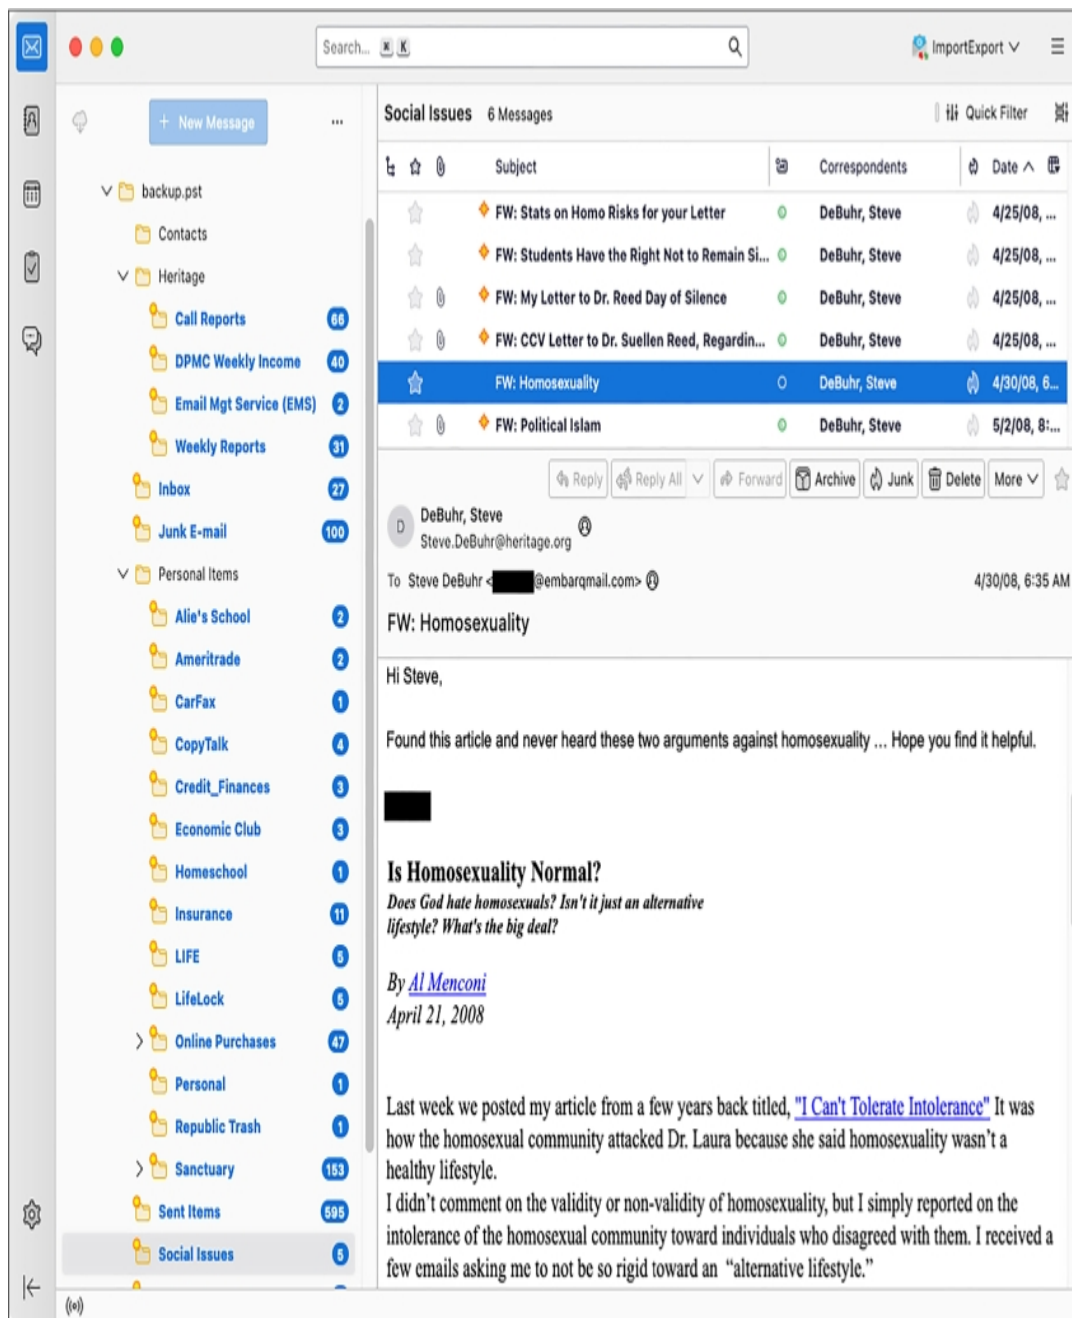 Search... ⌘ K
ImportExport
+ New Message
...
backup.pst
Contacts
Heritage
Call Reports 66
DPMC Weekly Income 40
Email Mgt Service (EMS) 2
Weekly Reports 31
Inbox 27
Junk E-mail 100
Personal Items
Alie's School 2
Ameritrade 2
CarFax 1
CopyTalk 4
Credit_Finances 3
Economic Club 3
Homeschool 1
Insurance 11
LIFE 5
LifeLock 5
Online Purchases 47
Personal 1
Republic Trash 1
Sanctuary 153
Sent Items 595
Social Issues 5
Social Issues 6 Messages
Quick Filter
Subject Correspondents Date
FW: Stats on Homo Risks for your Letter DeBuhr, Steve 4/25/08, ...
FW: Students Have the Right Not to Remain Si... DeBuhr, Steve 4/25/08, ...
FW: My Letter to Dr. Reed Day of Silence DeBuhr, Steve 4/25/08, ...
FW: CCV Letter to Dr. Suellen Reed, Regardin... DeBuhr, Steve 4/25/08, ...
FW: Homosexuality DeBuhr, Steve 4/30/08, 6...
FW: Political Islam DeBuhr, Steve 5/2/08, 8:...
Reply Reply All Forward Archive Junk Delete More
D
DeBuhr, Steve
Steve.DeBuhr@heritage.org
To Steve DeBuhr < @embarqmail.com> 4/30/08, 6:35 AM
FW: Homosexuality
Hi Steve,
Found this article and never heard these two arguments against homosexuality ... Hope you find it helpful.
Is Homosexuality Normal?
Does God hate homosexuals? Isn't it just an alternative
lifestyle? What's the big deal?
By Al Menconi
April 21, 2008
Last week we posted my article from a few years back titled, "I Can't Tolerate Intolerance" It was
how the homosexual community attacked Dr. Laura because she said homosexuality wasn't a
healthy lifestyle.
I didn't comment on the validity or non-validity of homosexuality, but I simply reported on the
intolerance of the homosexual community toward individuals who disagreed with them. I received a
few emails asking me to not be so rigid toward an "alternative lifestyle."